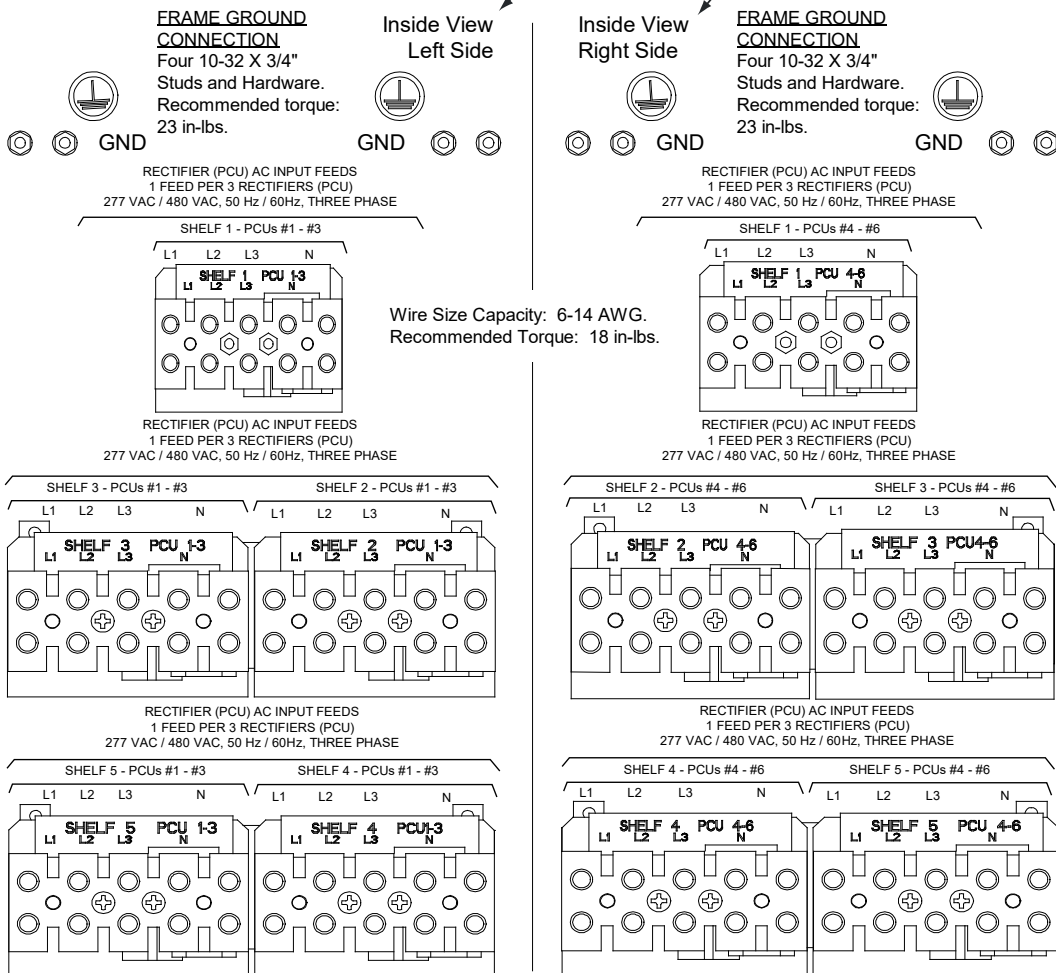 FRAME GROUND
CONNECTION
Four 10-32 X 3/4"
Studs and Hardware.
Recommended torque:
23 in-lbs.
Inside View
Left Side
GND
GND
RECTIFIER (PCU) AC INPUT FEEDS
1 FEED PER 3 RECTIFIERS (PCU)
277 VAC / 480 VAC, 50 Hz / 60Hz, THREE PHASE
SHELF 1 - PCUs #1 - #3
L1 L2 L3 N
SHELF 1 PCU 1-3
L1 L2 L3 N
Inside View
Right Side
FRAME GROUND
CONNECTION
Four 10-32 X 3/4"
Studs and Hardware.
Recommended torque:
23 in-lbs.
GND
GND
RECTIFIER (PCU) AC INPUT FEEDS
1 FEED PER 3 RECTIFIERS (PCU)
277 VAC / 480 VAC, 50 Hz / 60Hz, THREE PHASE
SHELF 1 - PCUs #4 - #6
L1 L2 L3 N
SHELF 1 PCU 4-6
L1 L2 L3 N
Wire Size Capacity: 6-14 AWG.
Recommended Torque: 18 in-lbs.
RECTIFIER (PCU) AC INPUT FEEDS
1 FEED PER 3 RECTIFIERS (PCU)
277 VAC / 480 VAC, 50 Hz / 60Hz, THREE PHASE
SHELF 3 - PCUs #1 - #3
L1 L2 L3 N
SHELF 3 PCU 1-3
L1 L2 L3 N
SHELF 2 - PCUs #1 - #3
L1 L2 L3 N
SHELF 2 PCU 1-3
L1 L2 L3 N
RECTIFIER (PCU) AC INPUT FEEDS
1 FEED PER 3 RECTIFIERS (PCU)
277 VAC / 480 VAC, 50 Hz / 60Hz, THREE PHASE
SHELF 2 - PCUs #4 - #6
L1 L2 L3 N
SHELF 2 PCU 4-6
L1 L2 L3 N
SHELF 3 - PCUs #4 - #6
L1 L2 L3 N
SHELF 3 PCU4-6
L1 L2 L3 N
RECTIFIER (PCU) AC INPUT FEEDS
1 FEED PER 3 RECTIFIERS (PCU)
277 VAC / 480 VAC, 50 Hz / 60Hz, THREE PHASE
SHELF 5 - PCUs #1 - #3
L1 L2 L3 N
SHELF 5 PCU 1-3
L1 L2 L3 N
SHELF 4 - PCUs #1 - #3
L1 L2 L3 N
SHELF 4 PCU1-3
L1 L2 L3 N
RECTIFIER (PCU) AC INPUT FEEDS
1 FEED PER 3 RECTIFIERS (PCU)
277 VAC / 480 VAC, 50 Hz / 60Hz, THREE PHASE
SHELF 4 - PCUs #4 - #6
L1 L2 L3 N
SHELF 4 PCU 4-6
L1 L2 L3 N
SHELF 5 - PCUs #4 - #6
L1 L2 L3 N
SHELF 5 PCU 4-6
L1 L2 L3 N